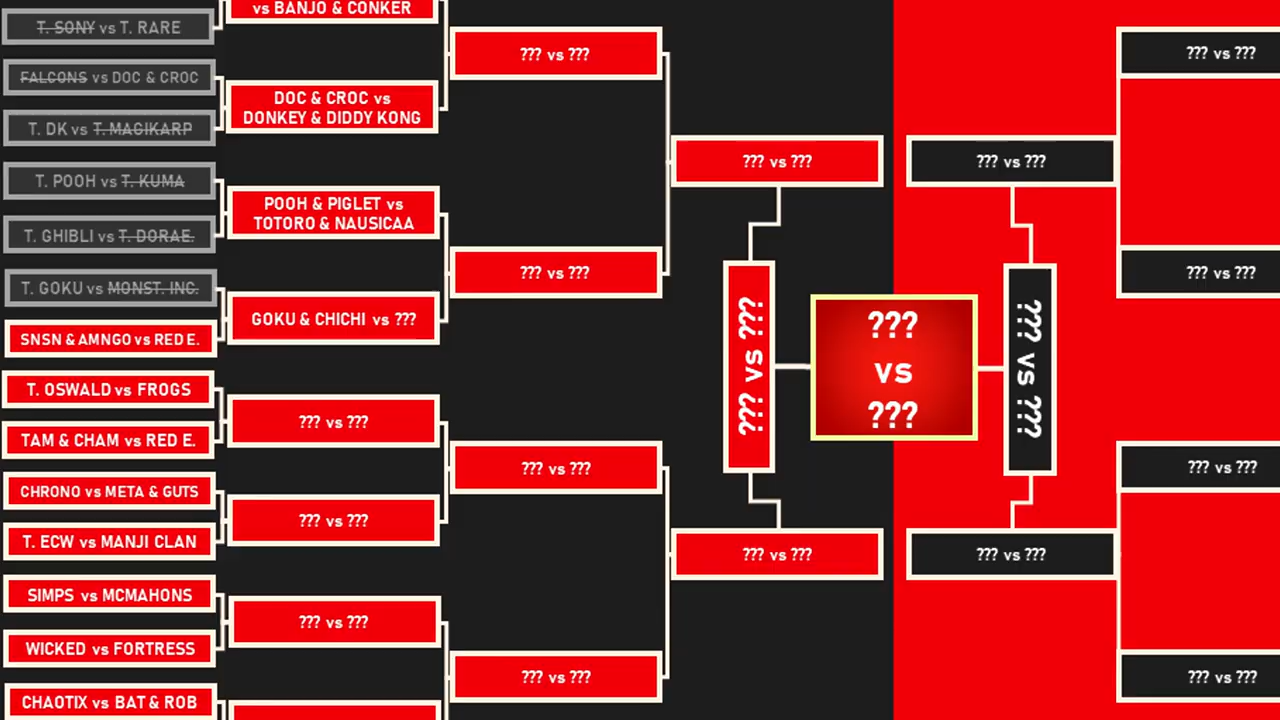 T. SONY vs T. RARE
FALCONS vs DOC & CROC
T. DK vs T. MAGIKARP
T. POOH vs T. KUMA
T. GHIBLI vs T. DORAE.
T. GOKU vs MONST. INC.
SNSN & AMNGO vs RED E.
T. OSWALD vs FROGS
TAM & CHAM vs RED E.
CHRONO vs META & GUTS
T. ECW vs MANJI CLAN
SIMPS vs MCMAHONS
WICKED vs FORTRESS
CHAOTIX vs BAT & ROB
vs BANJO & CONKER
DOC & CROC vs
DONKEY & DIDDY KONG
POOH & PIGLET vs
TOTORO & NAUSICAA
GOKU & CHICHI vs ???
??? vs ???
??? vs ???
??? vs ???
??? vs ???
??? vs ???
??? vs ???
??? vs ???
??? vs ???
??? vs ???
??? vs ???
???
vs
???
??? vs ???
??? vs ???
??? vs ???
??? vs ???
??? vs ???
??? vs ???
??? vs ???